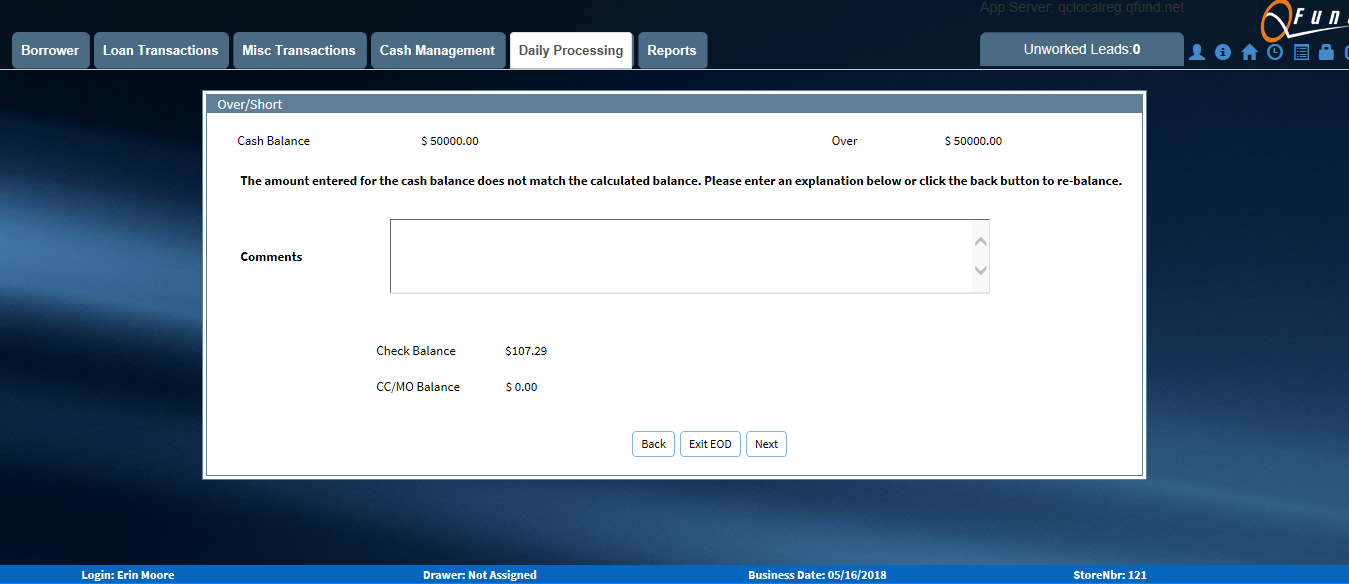 App Server: qclocalreg.qfund.net
QFun
Borrower
Loan Transactions
Misc Transactions
Cash Management
Daily Processing
Reports
Unworked Leads:0
Over/Short
Cash Balance $ 50000.00 Over $ 50000.00
The amount entered for the cash balance does not match the calculated balance. Please enter an explanation below or click the back button to re-balance.
Comments
Check Balance $107.29
CC/MO Balance $ 0.00
Back Exit EOD Next
Login: Erin Moore Drawer: Not Assigned Business Date: 05/16/2018 StoreNbr: 121